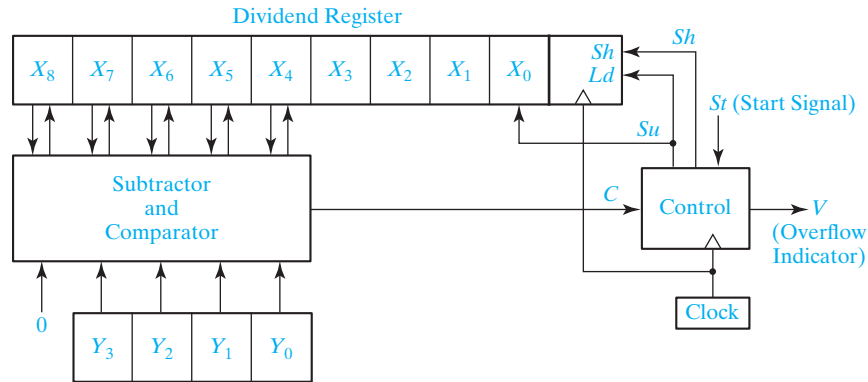 Dividend Register
X8 X7 X6 X5 X4 X3 X2 X1 X0 Sh
Ld
Sh
St (Start Signal)
Su
Subtractor
and
Comparator
C
Control
V
(Overflow
Indicator)
0
Y3 Y2 Y1 Y0
Clock